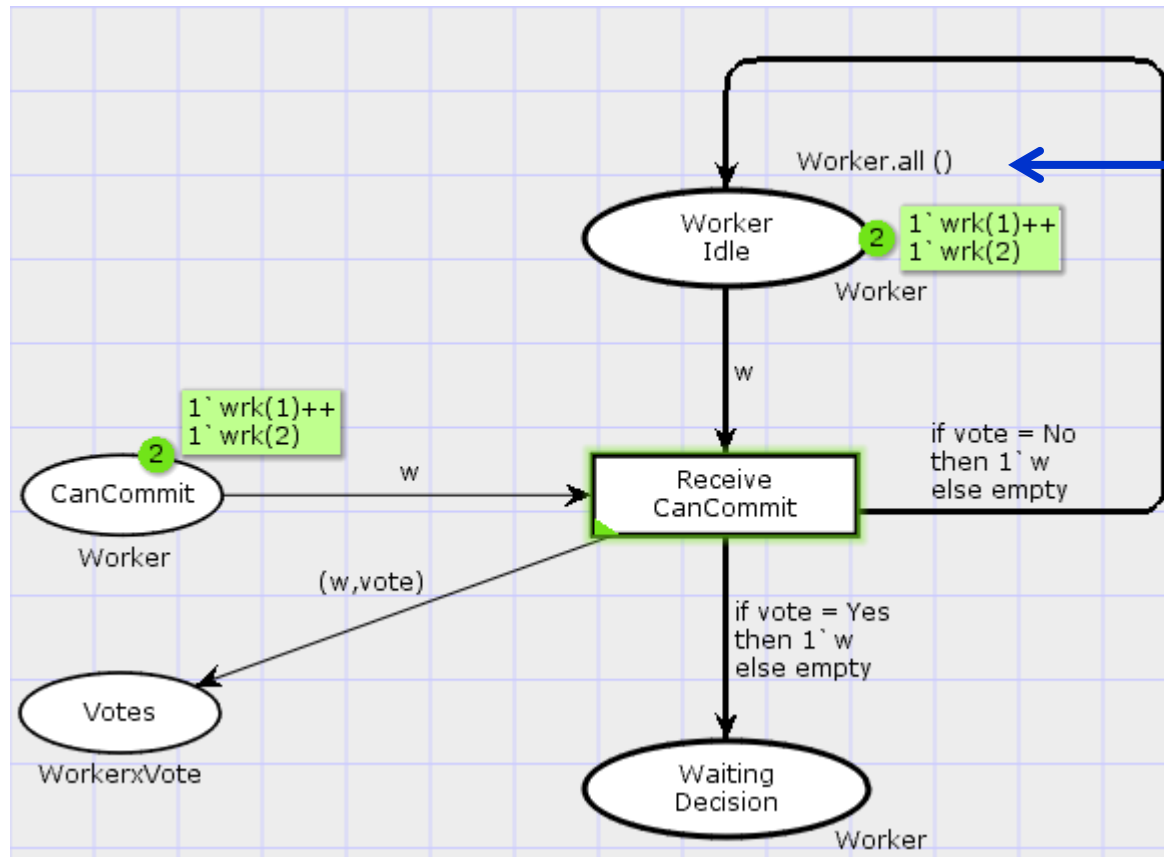 Worker.all ()
Worker
Idle
2
1`wrk(1)++
1`wrk(2)
Worker
w
1`wrk(1)++
1`wrk(2)
2
CanCommit
Worker
w
Receive
CanCommit
if vote = No
then 1`w
else empty
(w,vote)
if vote = Yes
then 1`w
else empty
Votes
WorkerxVote
Waiting
Decision
Worker